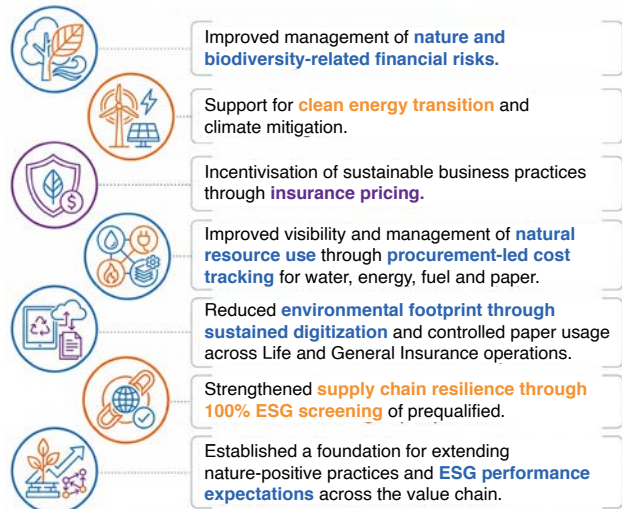 Improved management of nature and
biodiversity-related financial risks.
Support for clean energy transition and
climate mitigation.
Incentivisation of sustainable business practices
through insurance pricing.
$
Improved visibility and management of natural
resource use through procurement-led cost
tracking for water, energy, fuel and paper.
Reduced environmental footprint through
sustained digitization and controlled paper usage
across Life and General Insurance operations.
Strengthened supply chain resilience through
100% ESG screening of prequalified.
Established a foundation for extending
nature-positive practices and ESG performance
expectations across the value chain.